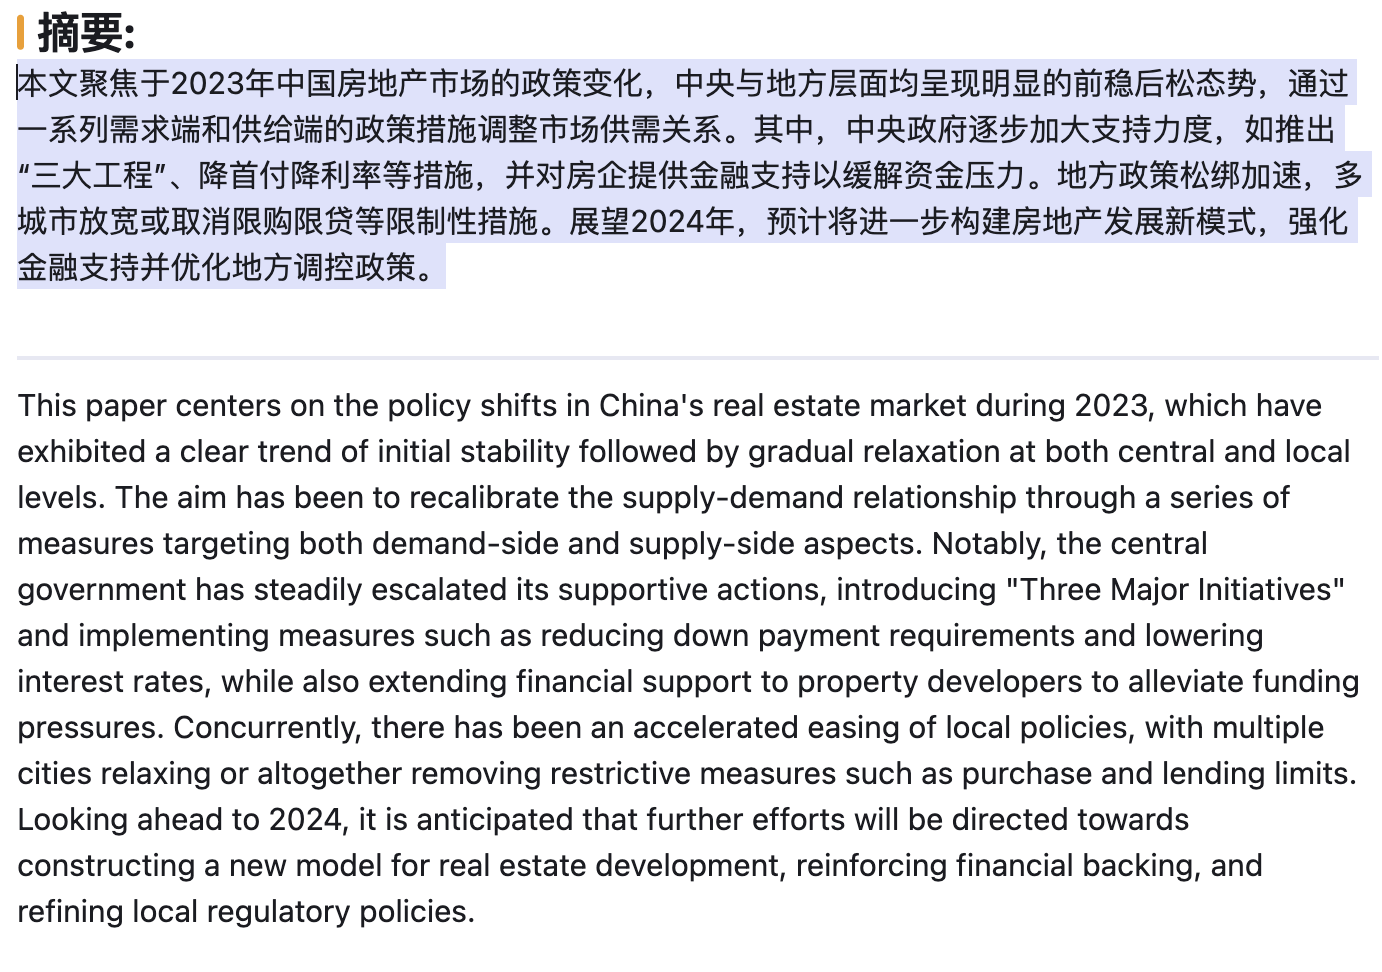 摘要:
本文聚焦于2023年中国房地产市场的政策变化，中央与地方层面均呈现明显的前稳后松态势，通过
一系列需求端和供给端的政策措施调整市场供需关系。其中，中央政府逐步加大支持力度，如推出
“三大工程”、降首付降利率等措施，并对房企提供金融支持以缓解资金压力。地方政策松绑加速，多
城市放宽或取消限购限贷等限制性措施。展望2024年，预计将进一步构建房地产发展新模式，强化
金融支持并优化地方调控政策。
This paper centers on the policy shifts in China's real estate market during 2023, which have
exhibited a clear trend of initial stability followed by gradual relaxation at both central and local
levels. The aim has been to recalibrate the supply-demand relationship through a series of
measures targeting both demand-side and supply-side aspects. Notably, the central
government has steadily escalated its supportive actions, introducing "Three Major Initiatives"
and implementing measures such as reducing down payment requirements and lowering
interest rates, while also extending financial support to property developers to alleviate funding
pressures. Concurrently, there has been an accelerated easing of local policies, with multiple
cities relaxing or altogether removing restrictive measures such as purchase and lending limits.
Looking ahead to 2024, it is anticipated that further efforts will be directed towards
constructing a new model for real estate development, reinforcing financial backing, and
refining local regulatory policies.